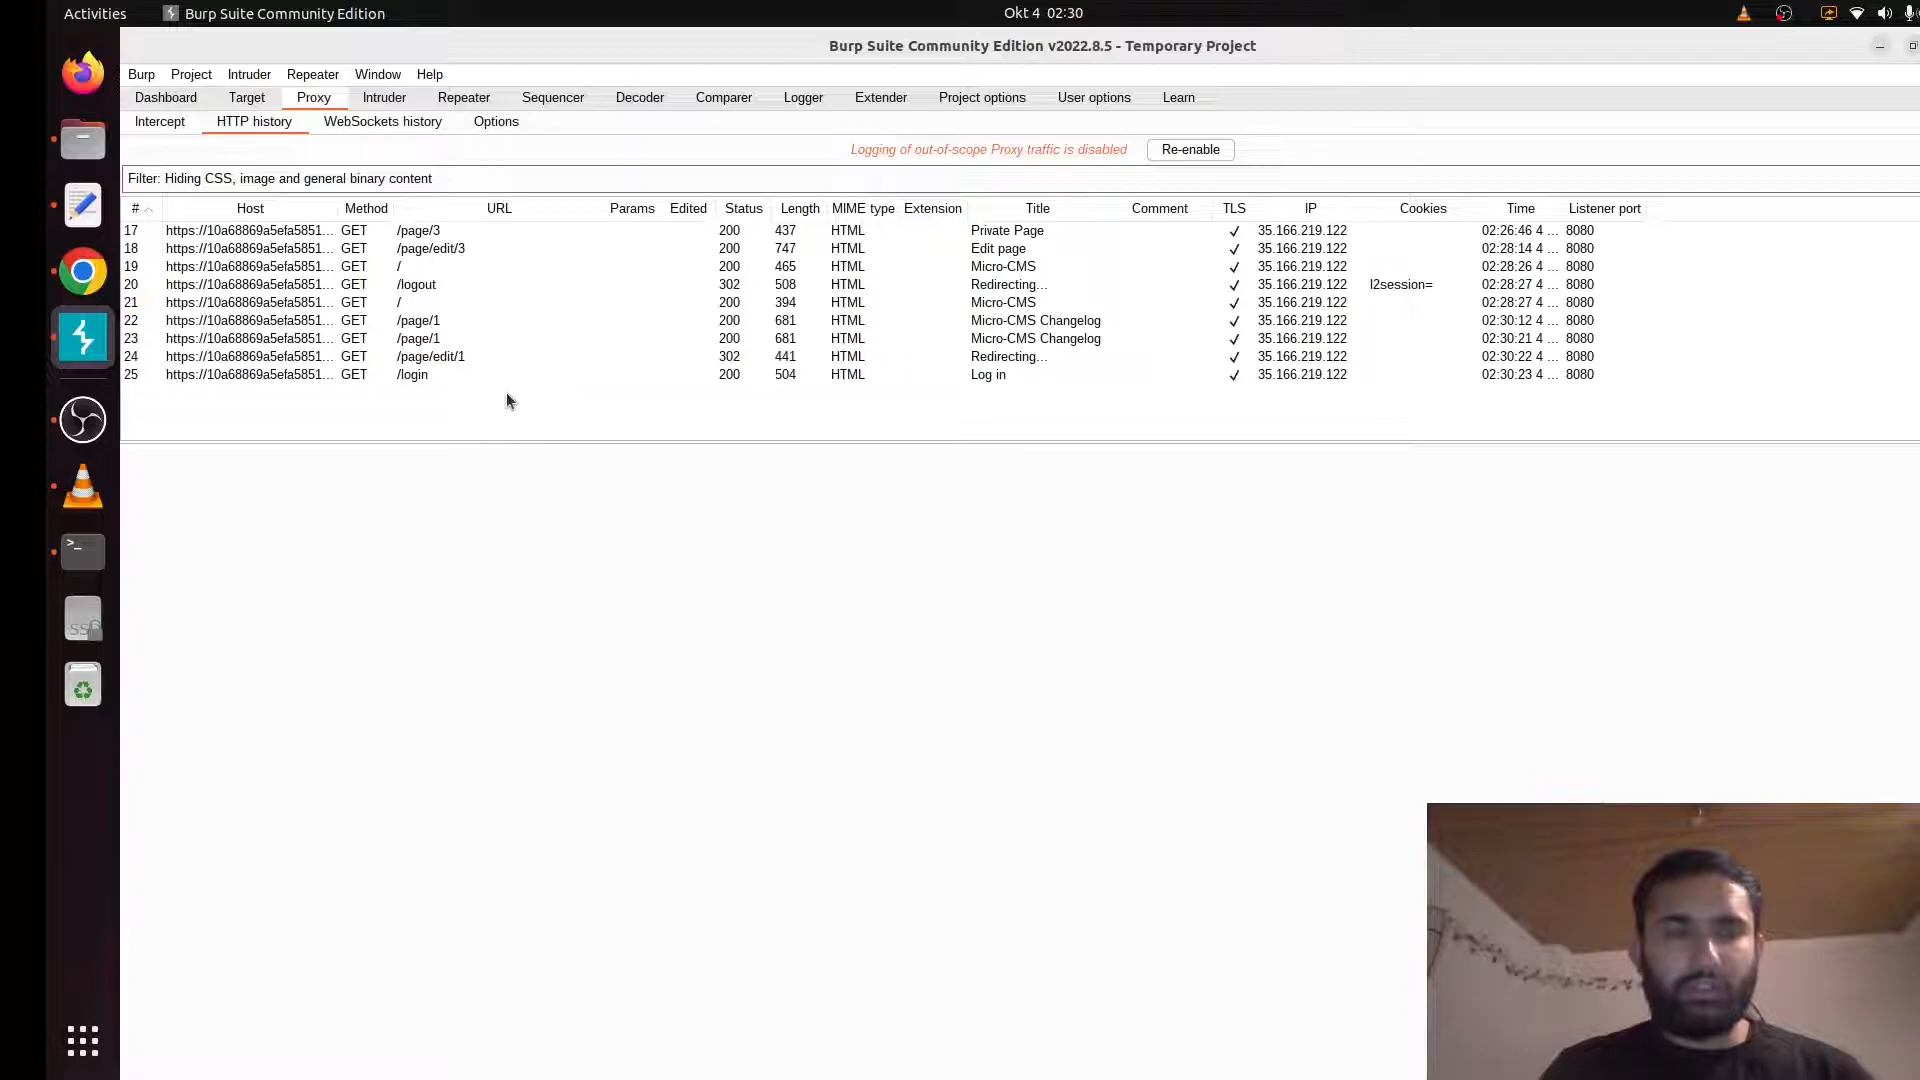 Activities Burp Suite Community Edition Okt 4 02:30
Burp Suite Community Edition v2022.8.5 - Temporary Project
Burp Project Intruder Repeater Window Help
Dashboard Target Proxy Intruder Repeater Sequencer Decoder Comparer Logger Extender Project options User options Learn
Intercept HTTP history WebSockets history Options
Logging of out-of-scope Proxy traffic is disabled Re-enable
Filter: Hiding CSS, image and general binary content
# Host Method URL Params Edited Status Length MIME type Extension Title Comment TLS IP Cookies Time Listener port
17 https://10a68869a5efa5851... GET /page/3 200 437 HTML Private Page ✓ 35.166.219.122 02:26:46 4 ... 8080
18 https://10a68869a5efa5851... GET /page/edit/3 200 747 HTML Edit page ✓ 35.166.219.122 02:28:14 4 ... 8080
19 https://10a68869a5efa5851... GET / 200 465 HTML Micro-CMS ✓ 35.166.219.122 02:28:26 4 ... 8080
20 https://10a68869a5efa5851... GET /logout 302 508 HTML Redirecting... ✓ 35.166.219.122 l2session= 02:28:27 4 ... 8080
21 https://10a68869a5efa5851... GET / 200 394 HTML Micro-CMS ✓ 35.166.219.122 02:28:27 4 ... 8080
22 https://10a68869a5efa5851... GET /page/1 200 681 HTML Micro-CMS Changelog ✓ 35.166.219.122 02:30:12 4 ... 8080
23 https://10a68869a5efa5851... GET /page/1 200 681 HTML Micro-CMS Changelog ✓ 35.166.219.122 02:30:21 4 ... 8080
24 https://10a68869a5efa5851... GET /page/edit/1 302 441 HTML Redirecting... ✓ 35.166.219.122 02:30:22 4 ... 8080
25 https://10a68869a5efa5851... GET /login 200 504 HTML Log in ✓ 35.166.219.122 02:30:23 4 ... 8080
>_